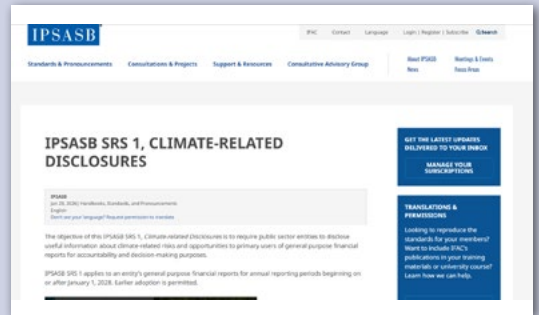 IPSASB
IFAC Contact Language Login | Register | Subscribe Search
Standards & Pronouncements Consultations & Projects Support & Resources Consultative Advisory Group
About IPSASB Meetings & Events
News Focus Areas
IPSASB SRS 1, CLIMATE-RELATED
DISCLOSURES
IPSASB
Jan 29, 2026 | Handbooks, Standards, and Pronouncements
English
Don't see your language? Request permission to translate
The objective of this IPSASB SRS 1, Climate-related Disclosures is to require public sector entities to disclose
useful information about climate-related risks and opportunities to primary users of general purpose financial
reports for accountability and decision-making purposes.
IPSASB SRS 1 applies to an entity's general purpose financial reports for annual reporting periods beginning on
or after January 1, 2028. Earlier adoption is permitted.
GET THE LATEST UPDATES
DELIVERED TO YOUR INBOX
MANAGE YOUR
SUBSCRIPTIONS
TRANSLATIONS &
PERMISSIONS
Looking to reproduce the
standards for your members?
Want to include IFAC's
publications in your training
materials or university course?
Learn how we can help.